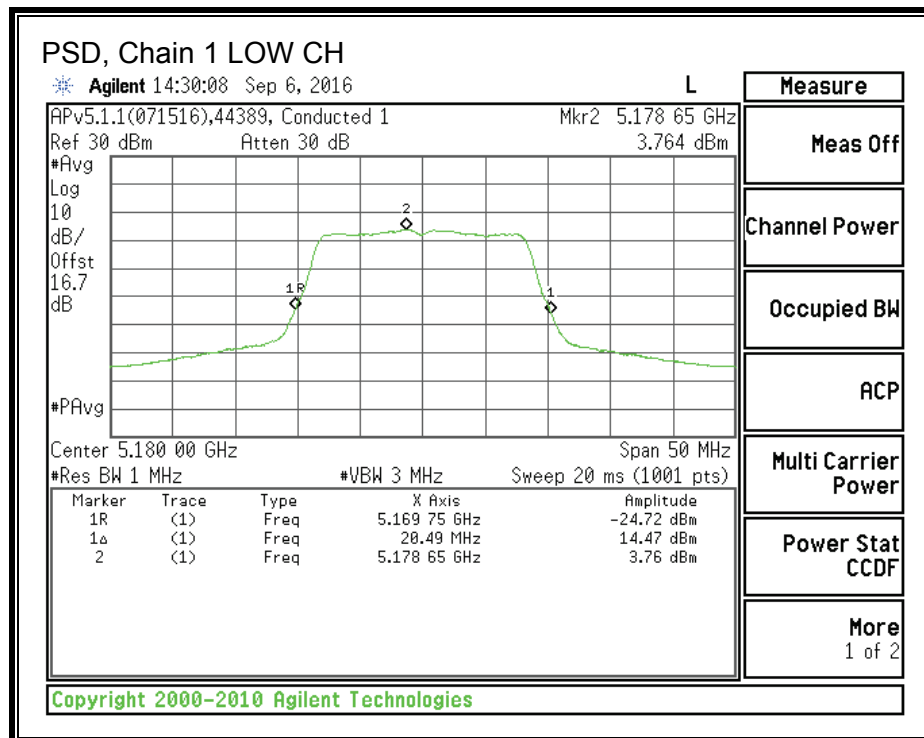 PSD, Chain 1 LOW CH
Agilent 14:30:08 Sep 6, 2016 L
APv5.1.1(071516),44389, Conducted 1 Mkr2 5.178 65 GHz
Ref 30 dBm Atten 30 dB 3.764 dBm
#Avg
Log
10
dB/
Offst
16.7
dB
#PAvg
2
1R
1
Center 5.180 00 GHz Span 50 MHz
#Res BW 1 MHz #VBW 3 MHz Sweep 20 ms (1001 pts)
Marker Trace Type X Axis Amplitude
1R (1) Freq 5.169 75 GHz -24.72 dBm
1Δ (1) Freq 20.49 MHz 14.47 dBm
2 (1) Freq 5.178 65 GHz 3.76 dBm
Measure
Meas Off
Channel Power
Occupied BW
ACP
Multi Carrier
Power
Power Stat
CCDF
More
1 of 2
Copyright 2000-2010 Agilent Technologies